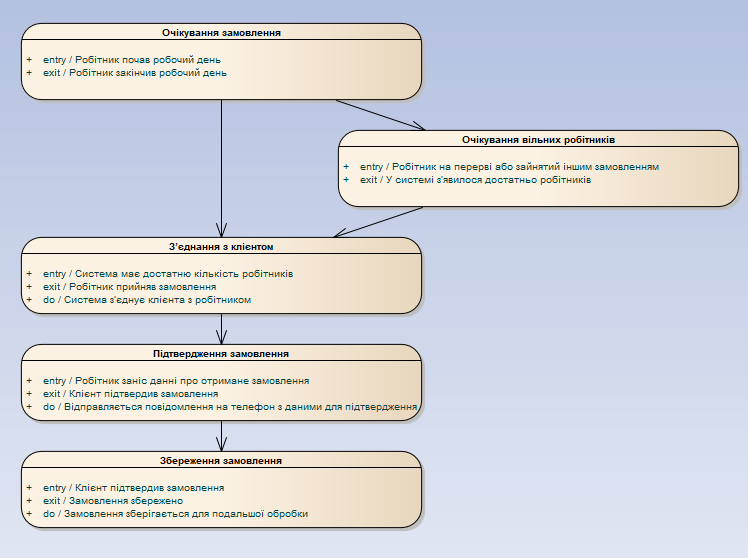 Очікування замовлення
+ entry / Робітник почав робочий день
+ exit / Робітник закінчив робочий день
Очікування вільних робітників
+ entry / Робітник на перерві або зайнятий іншим замовленням
+ exit / У системі з'явилося достатньо робітників
З'єднання з клієнтом
+ entry / Система має достатню кількість робітників
+ exit / Робітник прийняв замовлення
+ do / Система з'єднує клієнта з робітником
Підтвердження замовлення
+ entry / Робітник заніс данні про отримане замовлення
+ exit / Клієнт підтвердив замовлення
+ do / Відправляється повідомлення на телефон з даними для підтвердження
Збереження замовлення
+ entry / Клієнт підтвердив замовлення
+ exit / Замовлення збережено
+ do / Замовлення зберігається для подальшої обробки